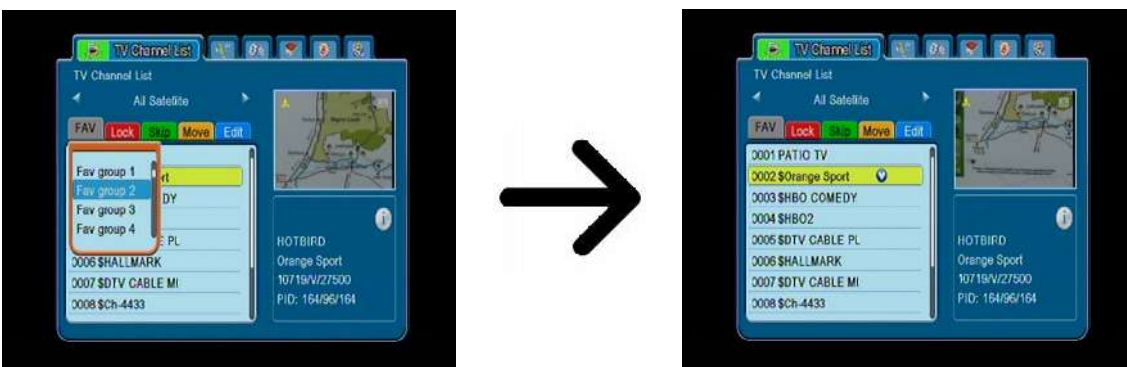 TV Channel List
TV Channel List
All Satellite
FAV Lock Skip Move Edit
Fav group 1
Fav group 2
Fav group 3
Fav group 4
rt
DY
E PL
0006 $HALLMARK
0007 $DTV CABLE MI
0008 $Ch-4433
HOTBIRD
Orange Sport
10719/V/27500
PID: 164/96/164
TV Channel List
TV Channel List
All Satellite
FAV Lock Skip Move Edit
0001 PATIO TV
0002 $Orange Sport
0003 $HBO COMEDY
0004 $HBO2
0005 $DTV CABLE PL
0006 $HALLMARK
0007 $DTV CABLE MI
0008 $Ch-4433
HOTBIRD
Orange Sport
10719/V/27500
PID: 164/96/164